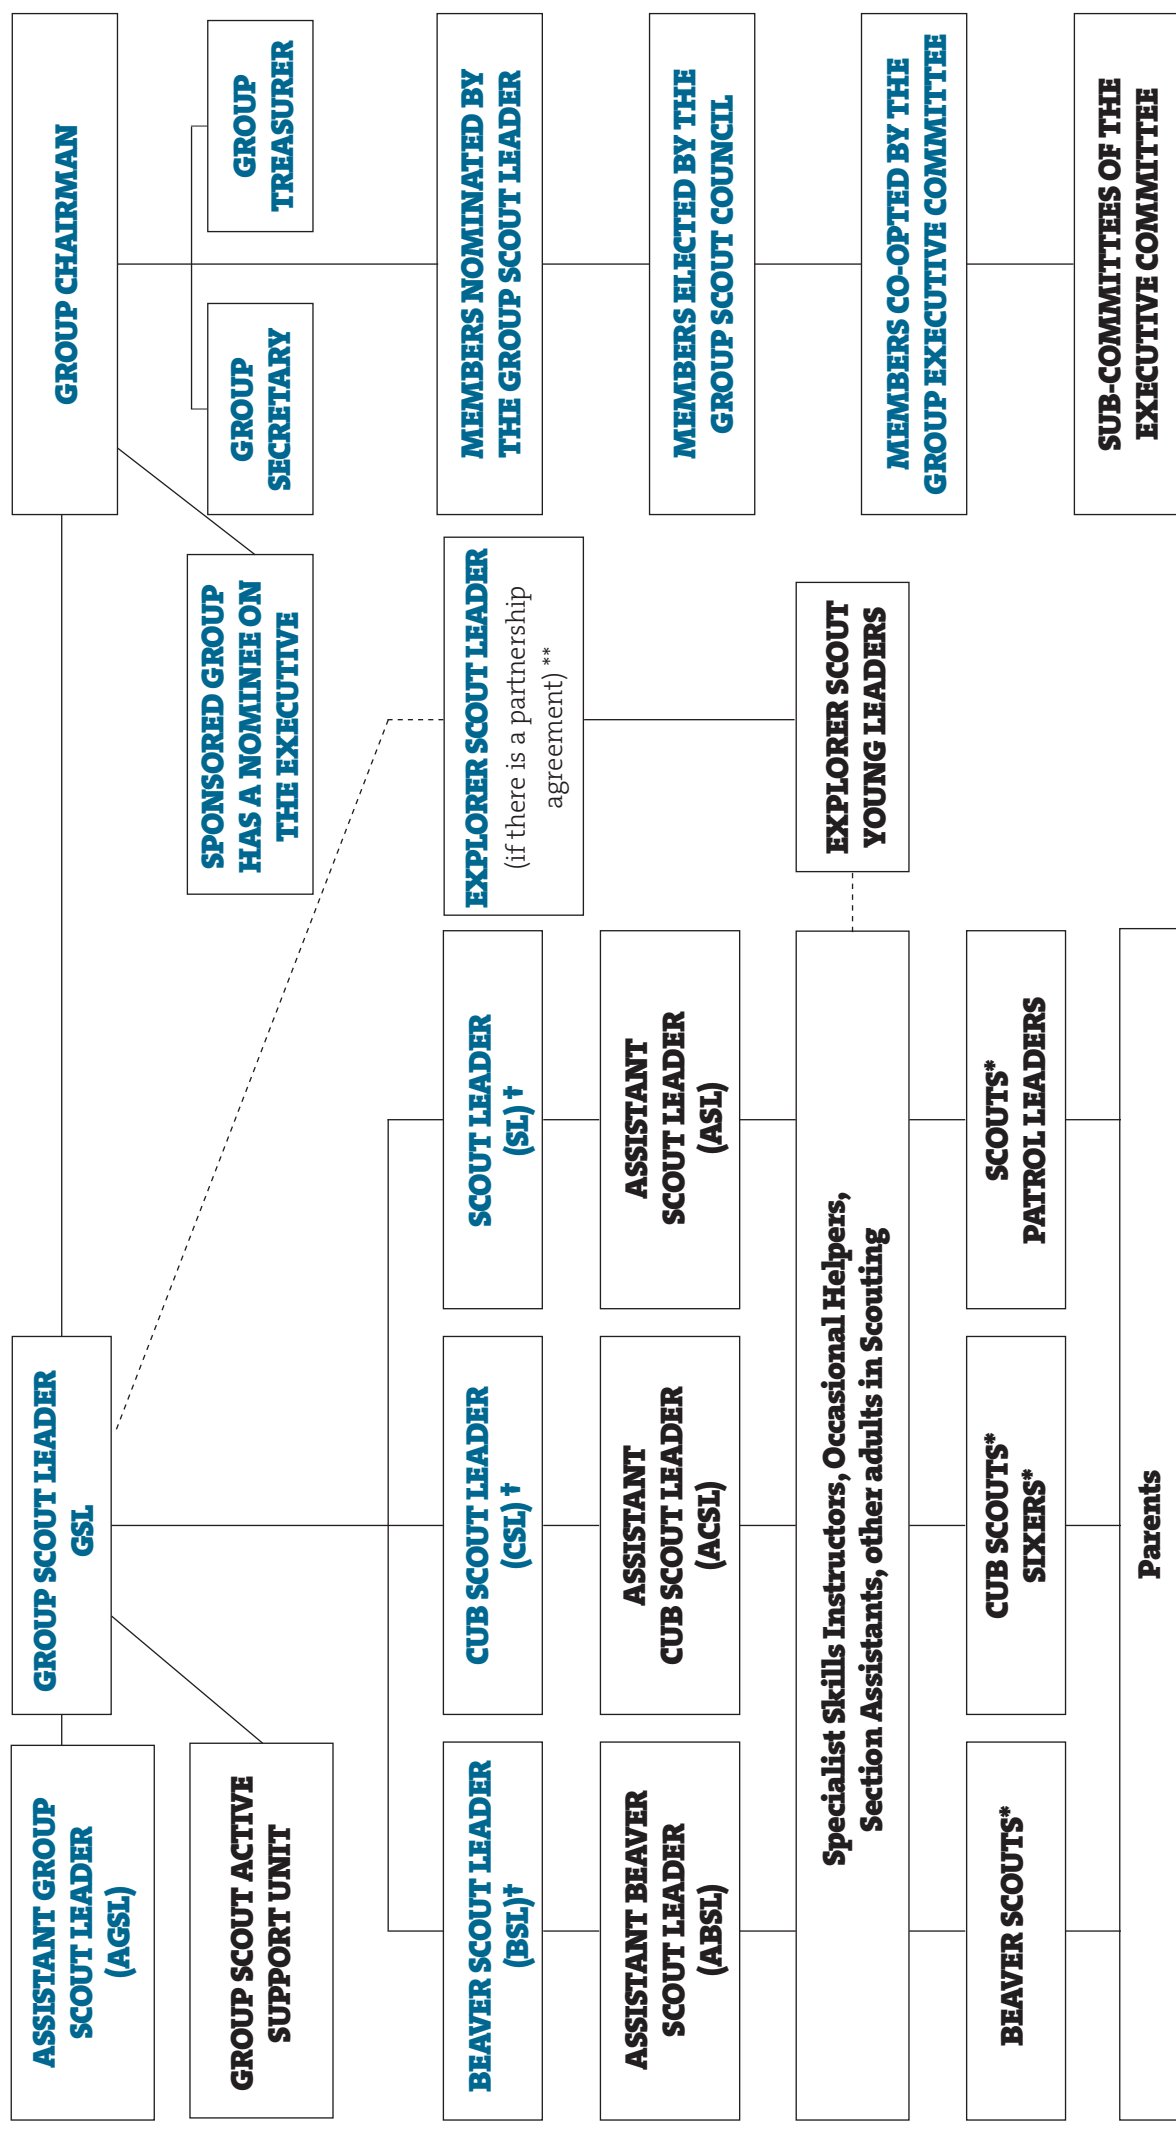 ASSISTANT GROUP
SCOUT LEADER
(AGSL)
GROUP SCOUT LEADER
GSL
GROUP CHAIRMAN
GROUP SCOUT ACTIVE
SUPPORT UNIT
SPONSORED GROUP
HAS A NOMINEE ON
THE EXECUTIVE
GROUP
SECRETARY
GROUP
TREASURER
BEAVER SCOUT LEADER
(BSL)†
CUB SCOUT LEADER
(CSL) †
SCOUT LEADER
(SL) †
EXPLORER SCOUT LEADER
(if there is a partnership
agreement) **
MEMBERS NOMINATED BY
THE GROUP SCOUT LEADER
ASSISTANT BEAVER
SCOUT LEADER
(ABSL)
ASSISTANT
CUB SCOUT LEADER
(ACSL)
ASSISTANT
SCOUT LEADER
(ASL)
MEMBERS ELECTED BY THE
GROUP SCOUT COUNCIL
Specialist Skills Instructors, Occasional Helpers,
Section Assistants, other adults in Scouting
EXPLORER SCOUT
YOUNG LEADERS
MEMBERS CO-OPTED BY THE
GROUP EXECUTIVE COMMITTEE
BEAVER SCOUTS*
CUB SCOUTS*
SIXERS*
SCOUTS*
PATROL LEADERS
SUB-COMMITTEES OF THE
EXECUTIVE COMMITTEE
Parents